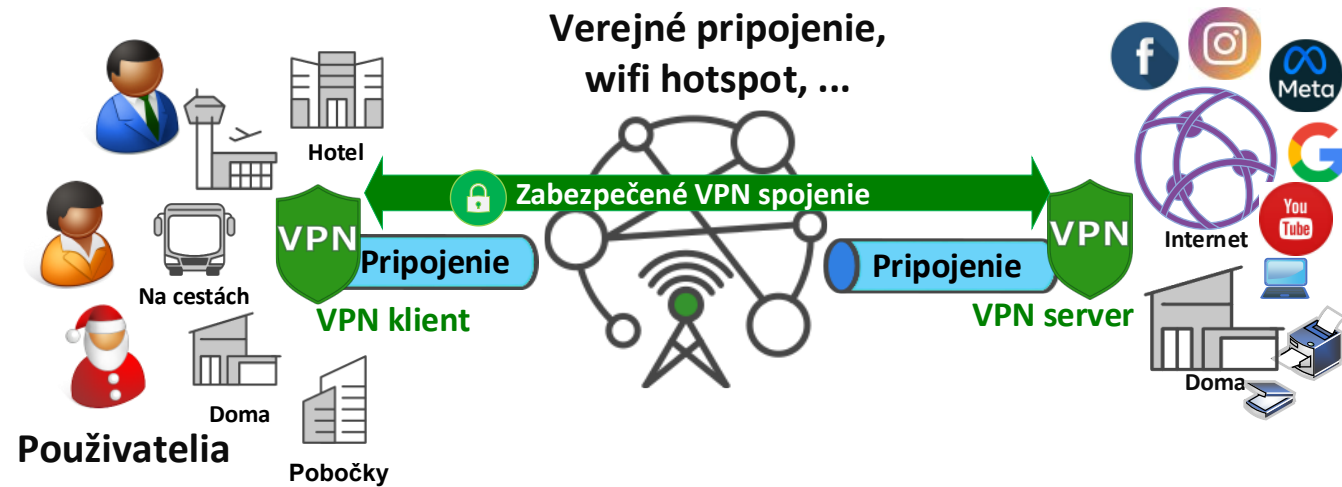 Verejné pripojenie,
wifi hotspot, ...
Hotel
Na cestách
Doma
Pobočky
Používatelia
VPN
Pripojenie
VPN klient
Zabezpečené VPN spojenie
Pripojenie
VPN
VPN server
f
Meta
G
You
Tube
Internet
Doma